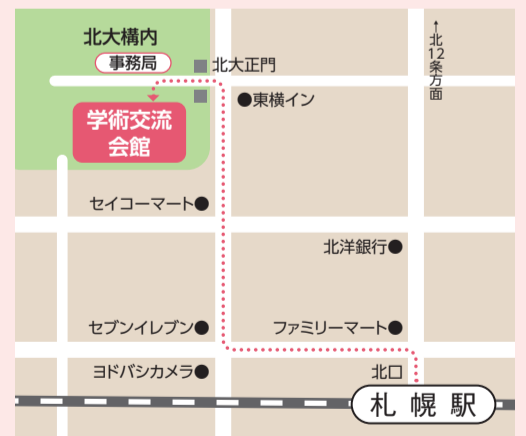 北大構内
事務局
北大正門
↑北12条方面
東横イン
学術交流
会館
セイコーマート
北洋銀行
セブンイレブン
ファミリーマート
ヨドバシカメラ
北口
札幌駅